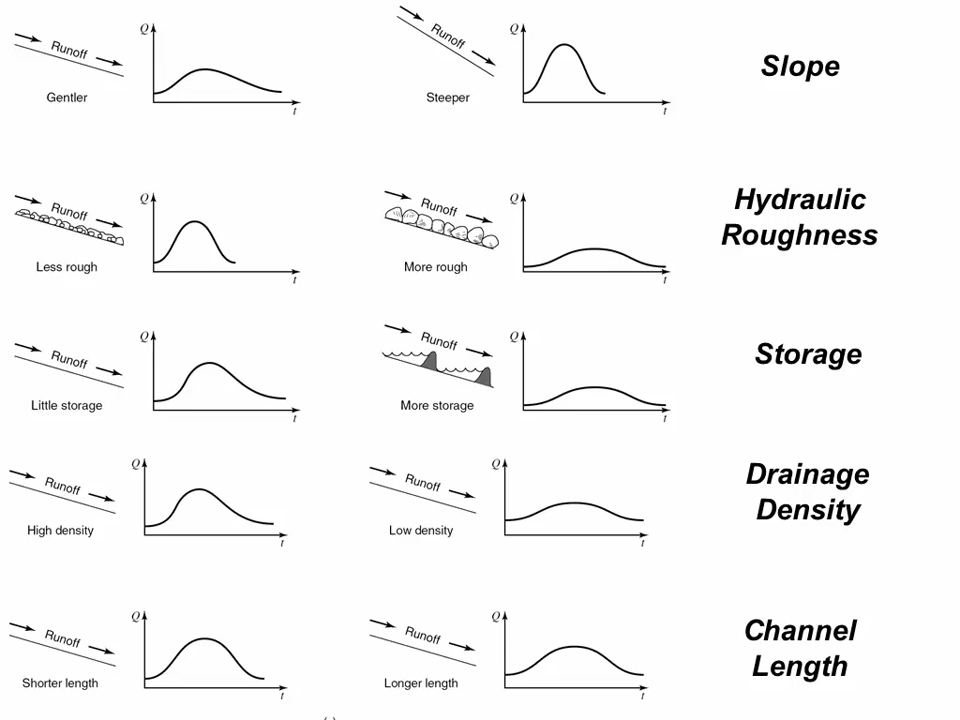 Runoff
Q
t
Gentler
Runoff
Q
t
Steeper
Slope
Runoff
Q
t
Less rough
Runoff
Q
t
More rough
Hydraulic
Roughness
Runoff
Q
t
Little storage
Runoff
Q
t
More storage
Storage
Runoff
Q
t
High density
Runoff
Q
t
Low density
Drainage
Density
Runoff
Q
t
Shorter length
Runoff
Q
t
Longer length
Channel
Length